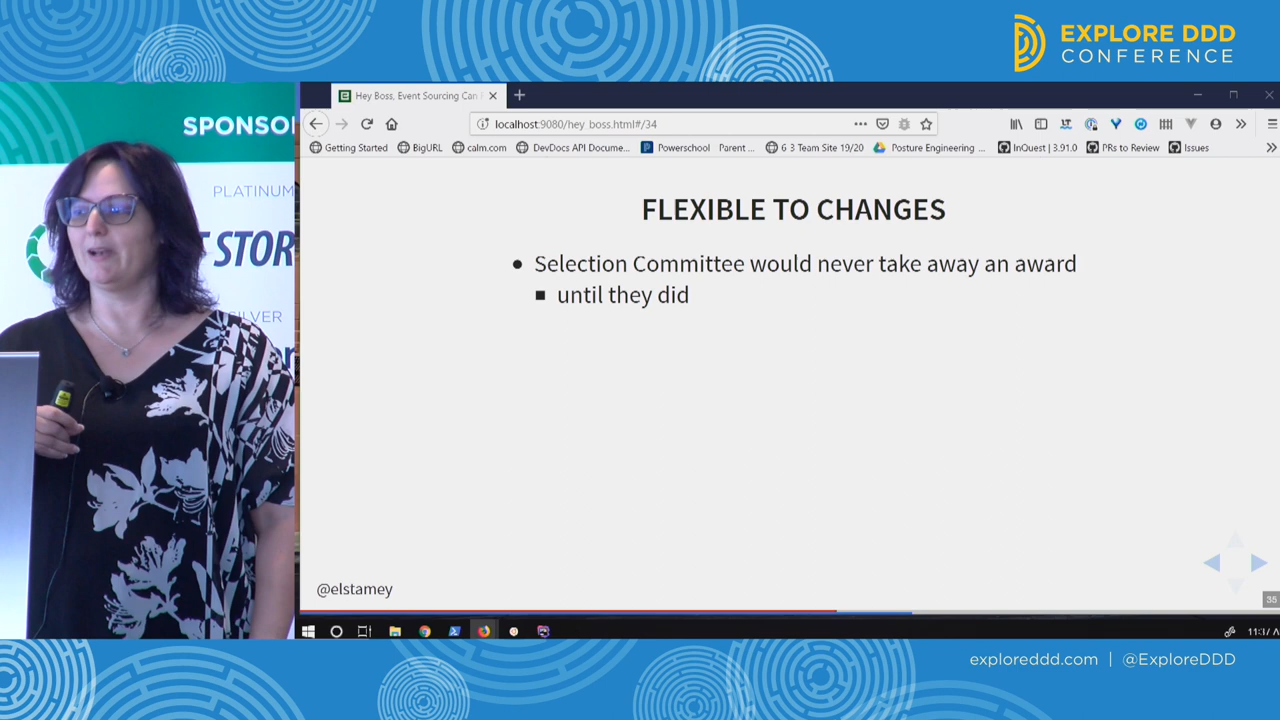 EXPLORE DDD
CONFERENCE
SPONSO
PLATINUM
STOR
SILVER
Hey Boss, Event Sourcing Can
localhost:9080/hey_boss.html#/34
Getting Started
BigURL
calm.com
DevDocs API Docume...
Powerschool
Parent ...
6 3 Team Site 19/20
Posture Engineering ...
InQuest | 3.91.0
PRs to Review
Issues
FLEXIBLE TO CHANGES
• Selection Committee would never take away an award
▪ until they did
@elstamey
35
exploreddd.com | @ExploreDDD